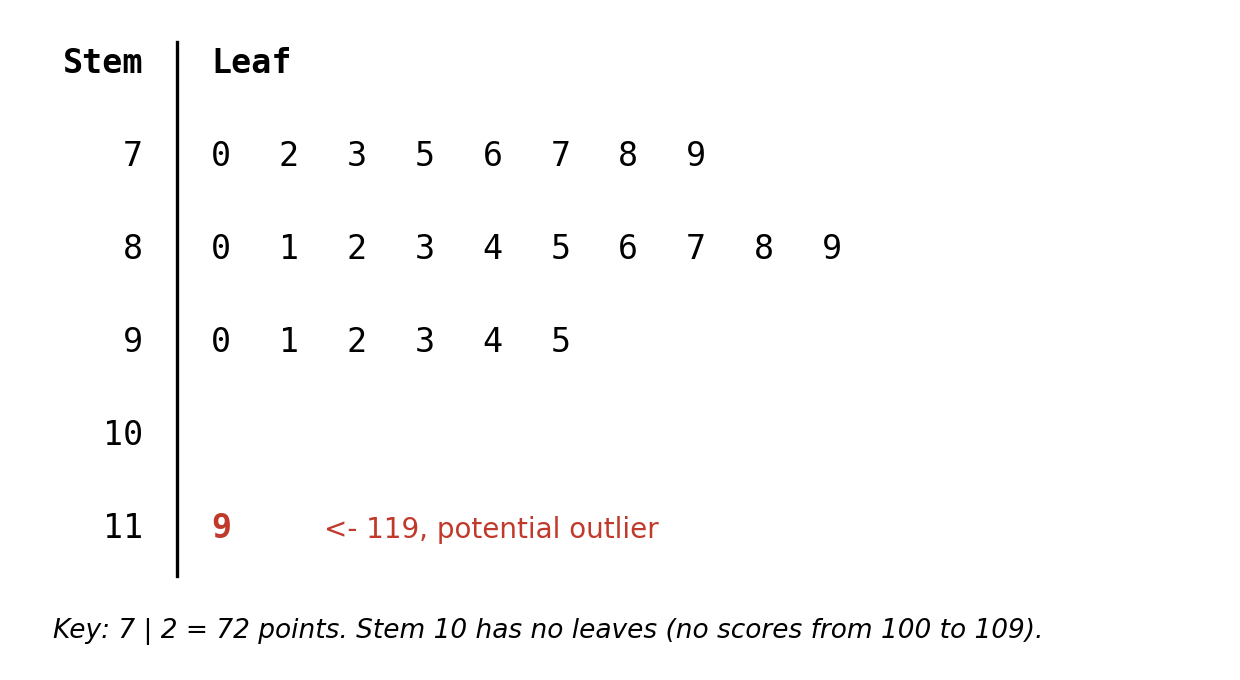 Stem Leaf
7 0 2 3 5 6 7 8 9
8 0 1 2 3 4 5 6 7 8 9
9 0 1 2 3 4 5
10
11 9 <- 119, potential outlier
Key: 7 | 2 = 72 points. Stem 10 has no leaves (no scores from 100 to 109).